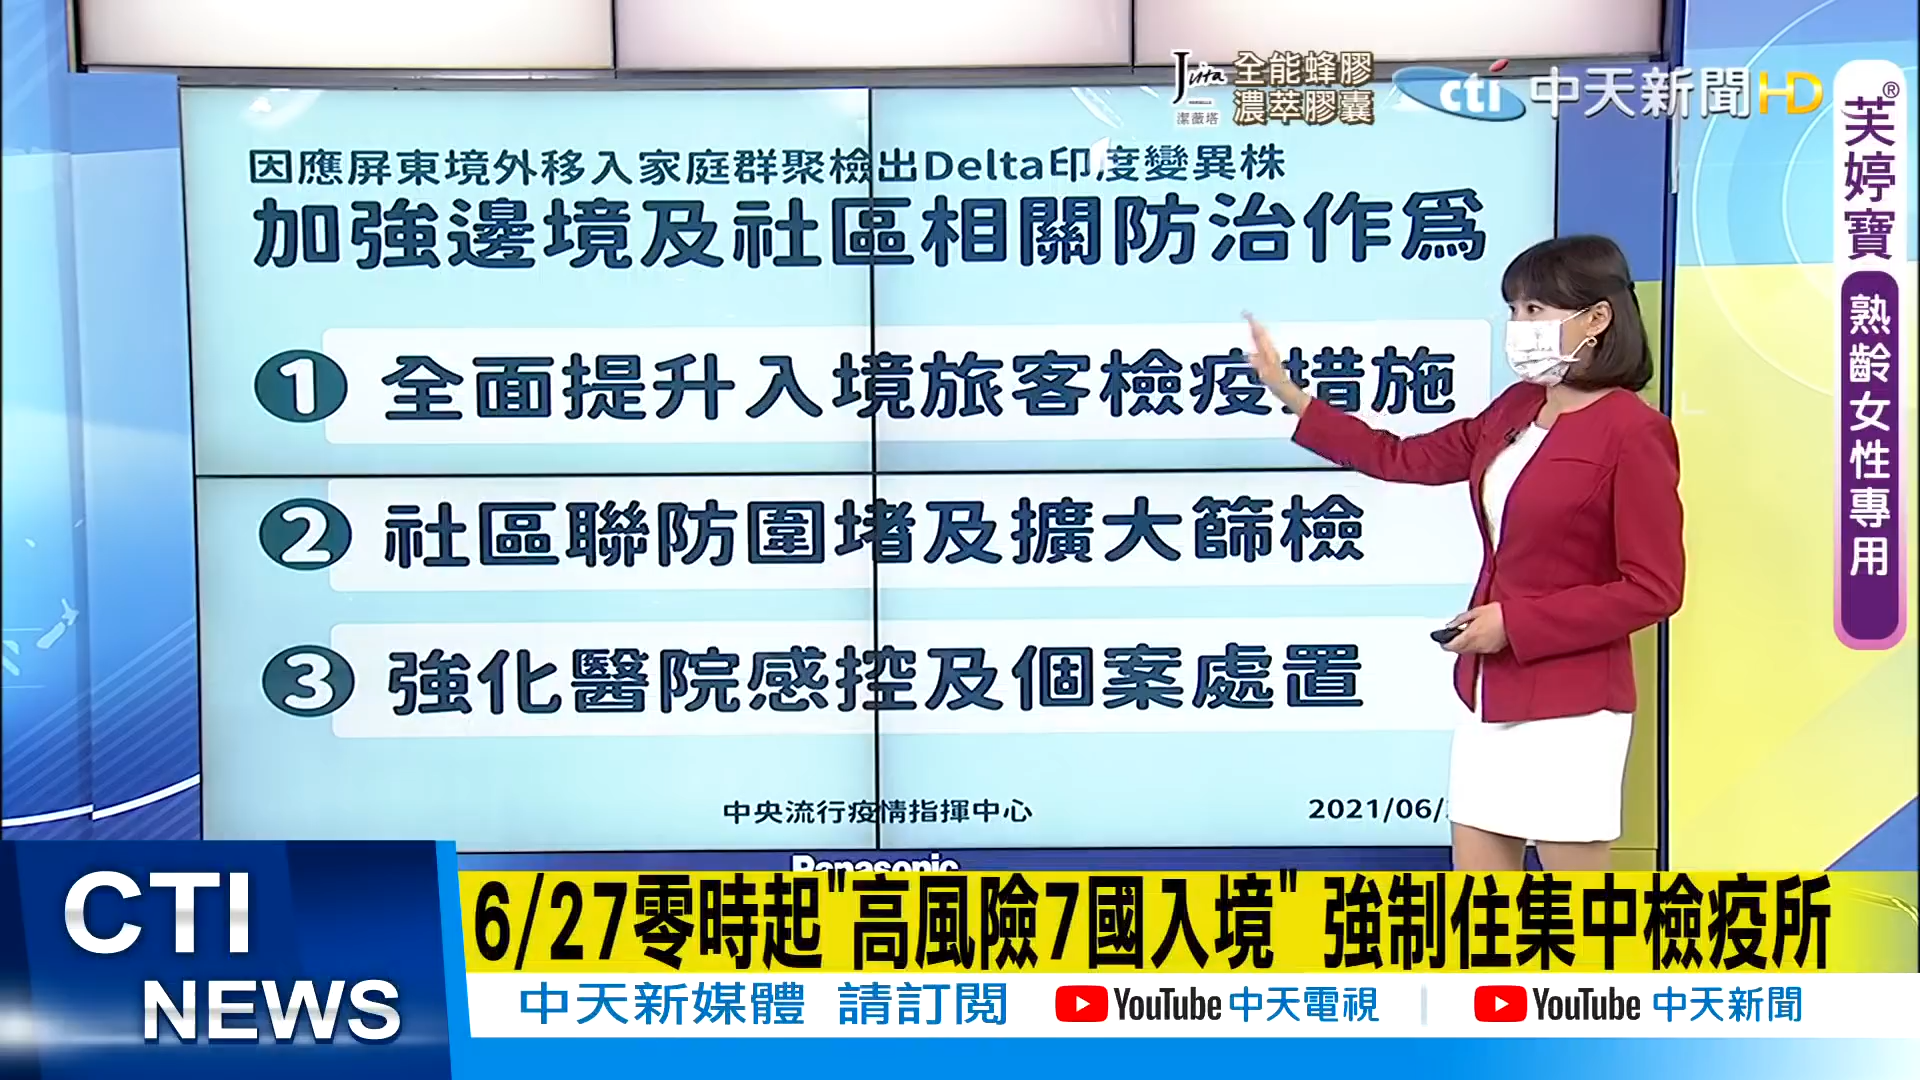 Jvita
潔薇塔
全能蜂膠
濃萃膠囊
cti 中天新聞HD
芙婷寶®
熟齡女性專用
因應屏東境外移入家庭群聚檢出Delta印度變異株
加強邊境及社區相關防治作為
1 全面提升入境旅客檢疫措施
2 社區聯防圍堵及擴大篩檢
3 強化醫院感控及個案處置
中央流行疫情指揮中心
2021/06/
Panasonic
CTI
NEWS
6/27零時起"高風險7國入境" 強制住集中檢疫所
中天新媒體 請訂閱 YouTube 中天電視 | YouTube 中天新聞